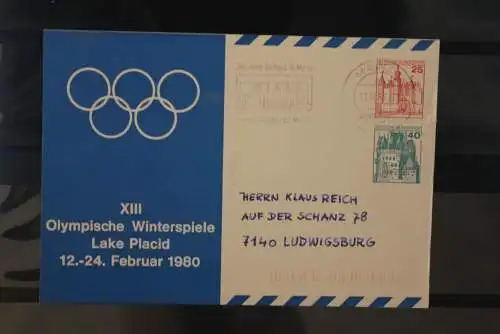 XIII
Olympische Winterspiele
Lake Placid
12.-24. Februar 1980
25
40
HERRN KLAUS REICH
AUF DER SCHANZ 78
7140 LUDWIGSBURG